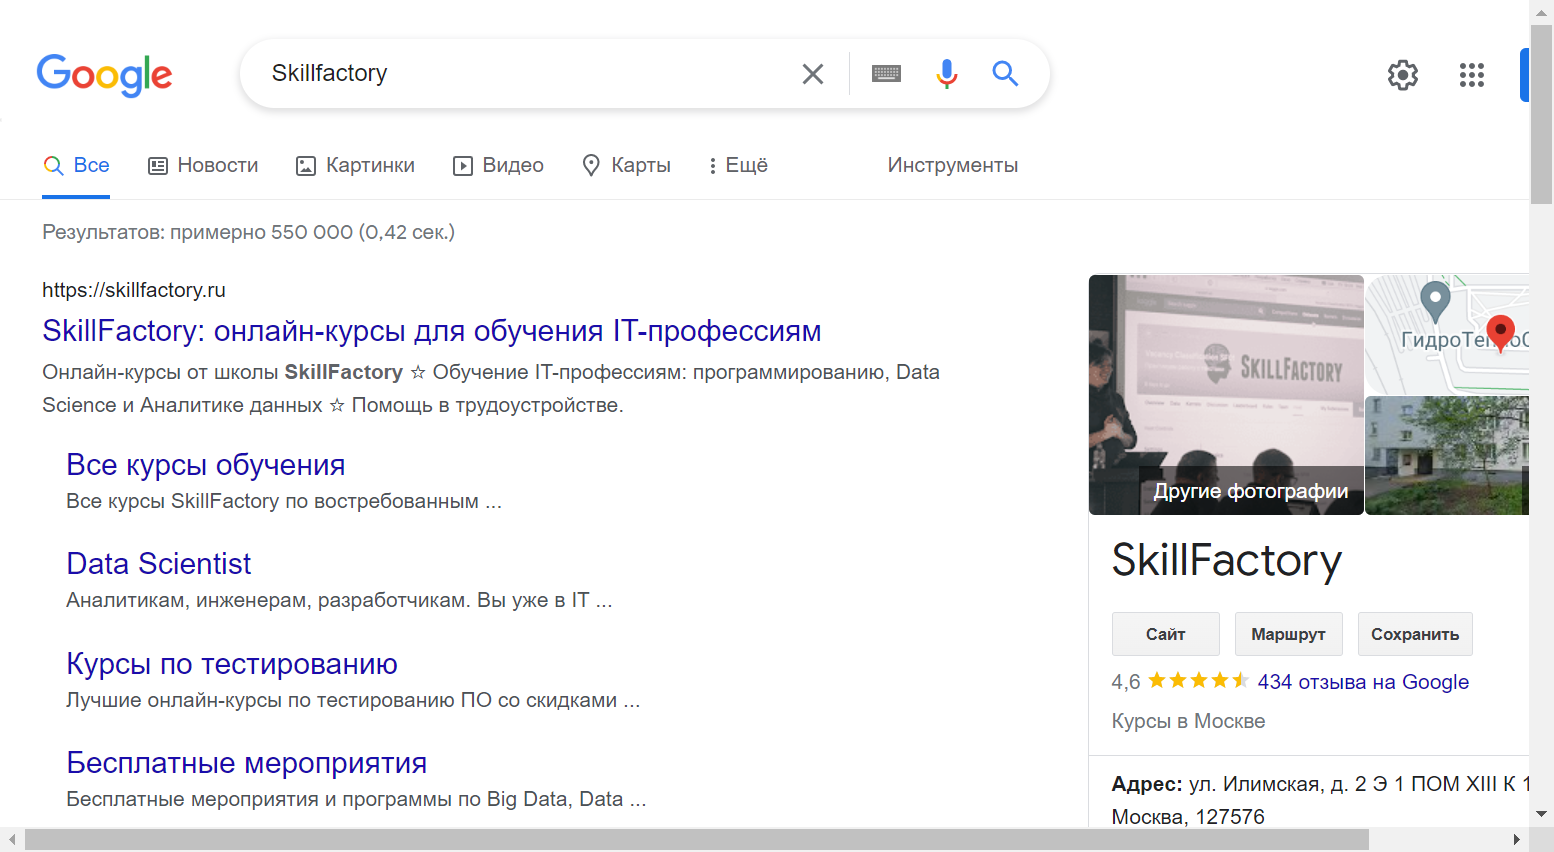 Google
Skillfactory
Все
Новости
Картинки
Видео
Карты
Ещё
Инструменты
Результатов: примерно 550 000 (0,42 сек.)
https://skillfactory.ru
SkillFactory: онлайн-курсы для обучения IT-профессиям
Онлайн-курсы от школы SkillFactory ☆ Обучение IT-профессиям: программированию, Data
Science и Аналитике данных ☆ Помощь в трудоустройстве.
Все курсы обучения
Все курсы SkillFactory по востребованным ...
Data Scientist
Аналитикам, инженерам, разработчикам. Вы уже в IT ...
Курсы по тестированию
Лучшие онлайн-курсы по тестированию ПО со скидками ...
Бесплатные мероприятия
Бесплатные мероприятия и программы по Big Data, Data ...
SKILLFACTORY
Другие фотографии
SkillFactory
Сайт
Маршрут
Сохранить
4,6
434 отзыва на Google
Курсы в Москве
Адрес: ул. Илимская, д. 2 Э 1 ПОМ XIII К 1
Москва, 127576